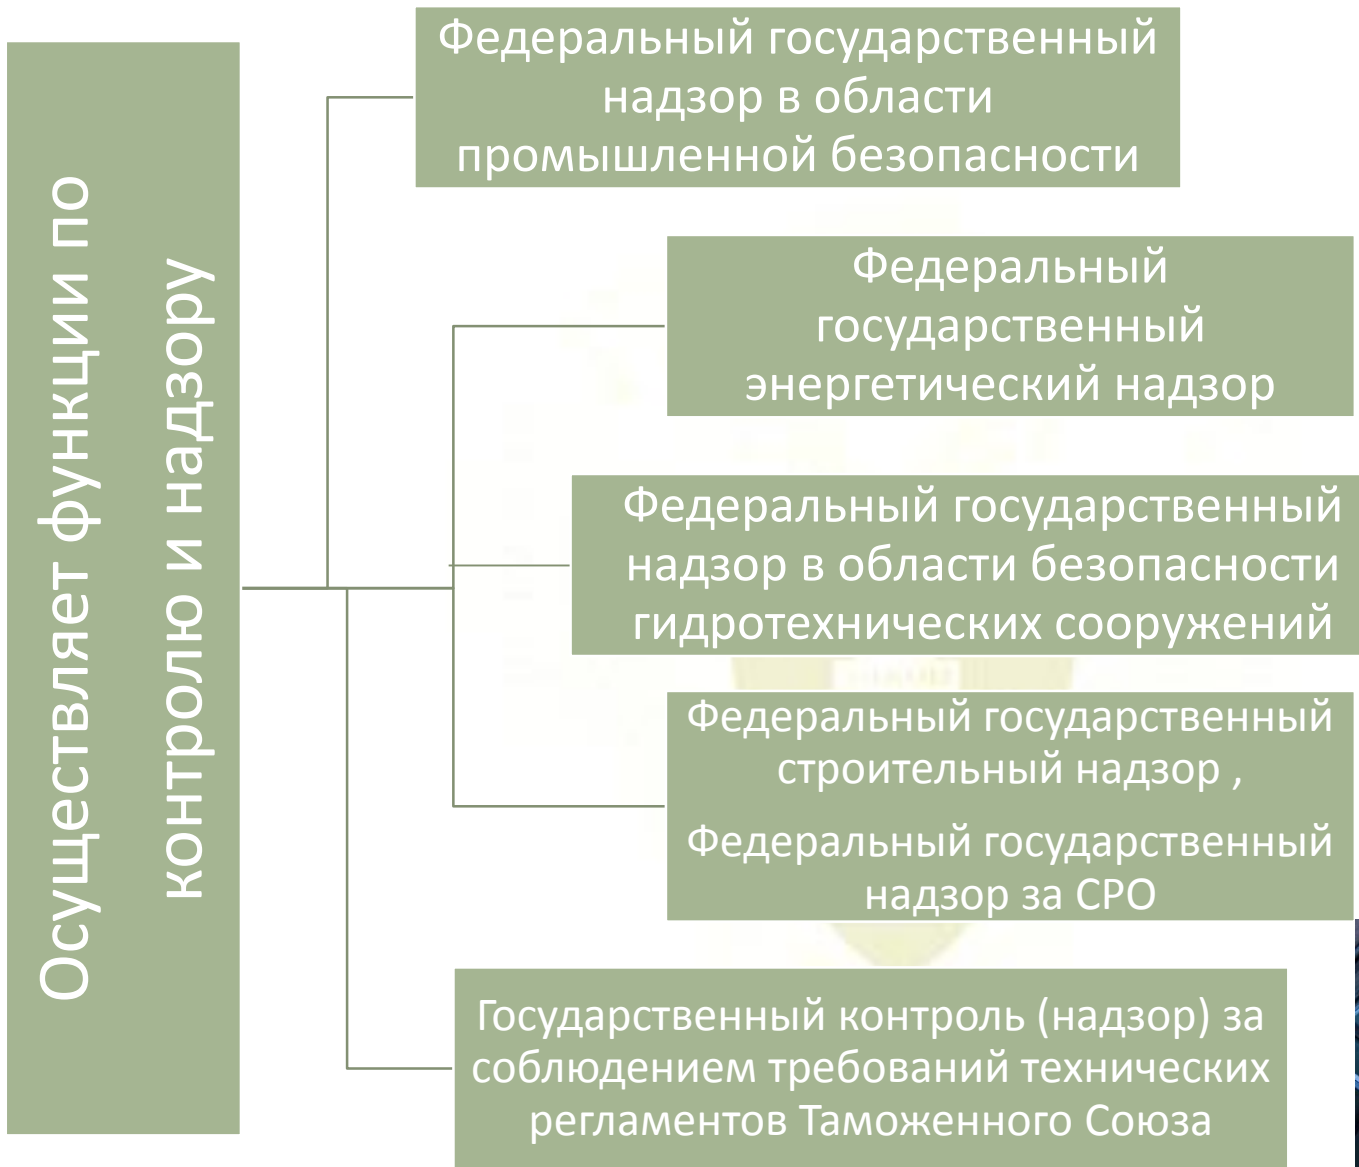 Осуществляет функции по
контролю и надзору
Федеральный государственный
надзор в области
промышленной безопасности
Федеральный
государственный
энергетический надзор
Федеральный государственный
надзор в области безопасности
гидротехнических сооружений
Федеральный государственный
строительный надзор ,
Федеральный государственный
надзор за СРО
Государственный контроль (надзор) за
соблюдением требований технических
регламентов Таможенного Союза